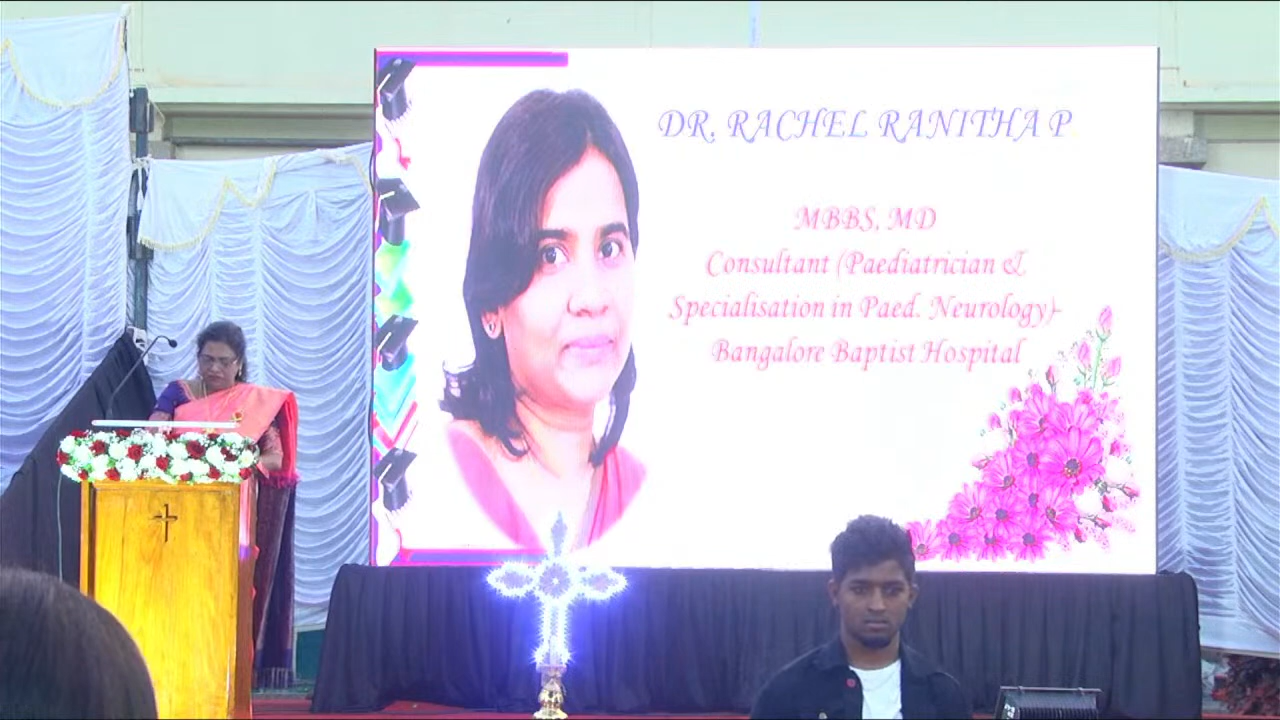 DR. RACHEL RANITHA P
MBBS, MD
Consultant (Paediatrician &
Specialisation in Paed. Neurology)-
Bangalore Baptist Hospital